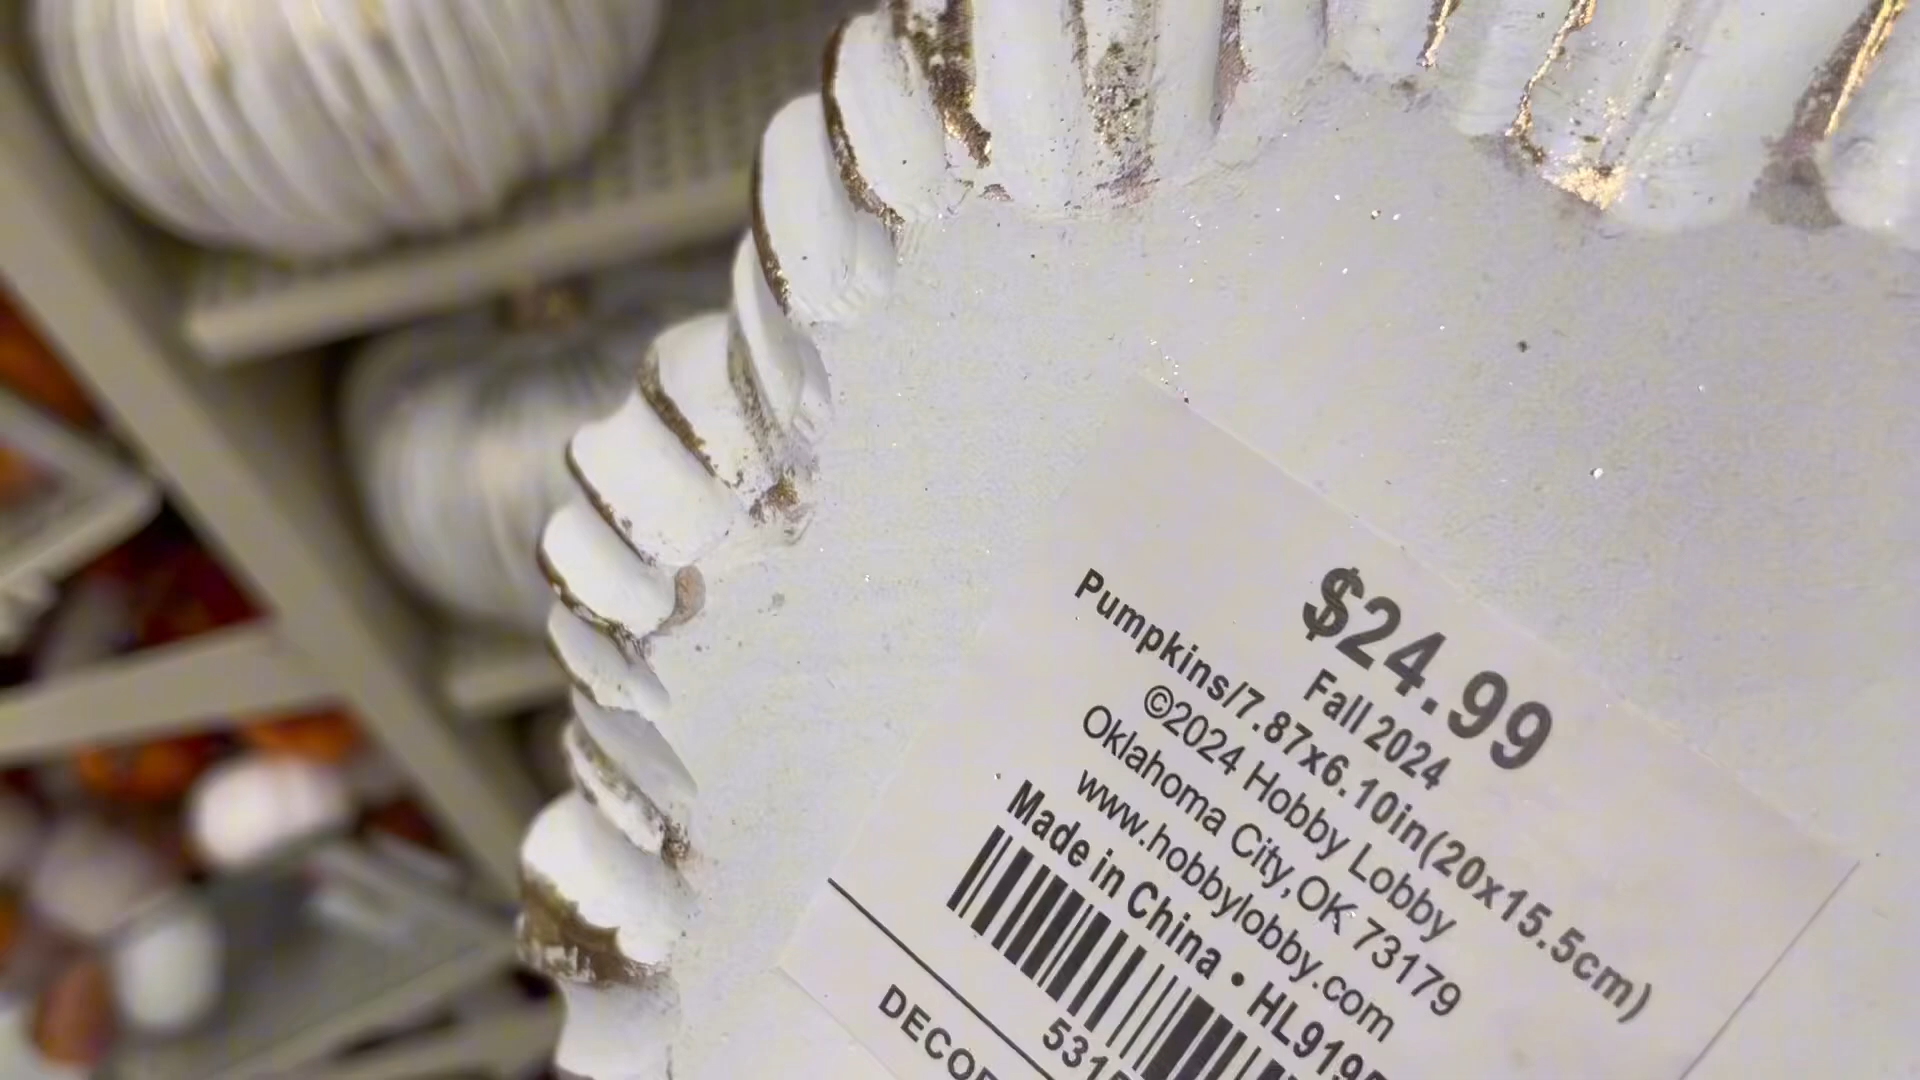 $24.99
Fall 2024
Pumpkins/7.87x6.10in(20x15.5cm)
©2024 Hobby Lobby
Oklahoma City,OK 73179
www.hobbylobby.com
Made in China •